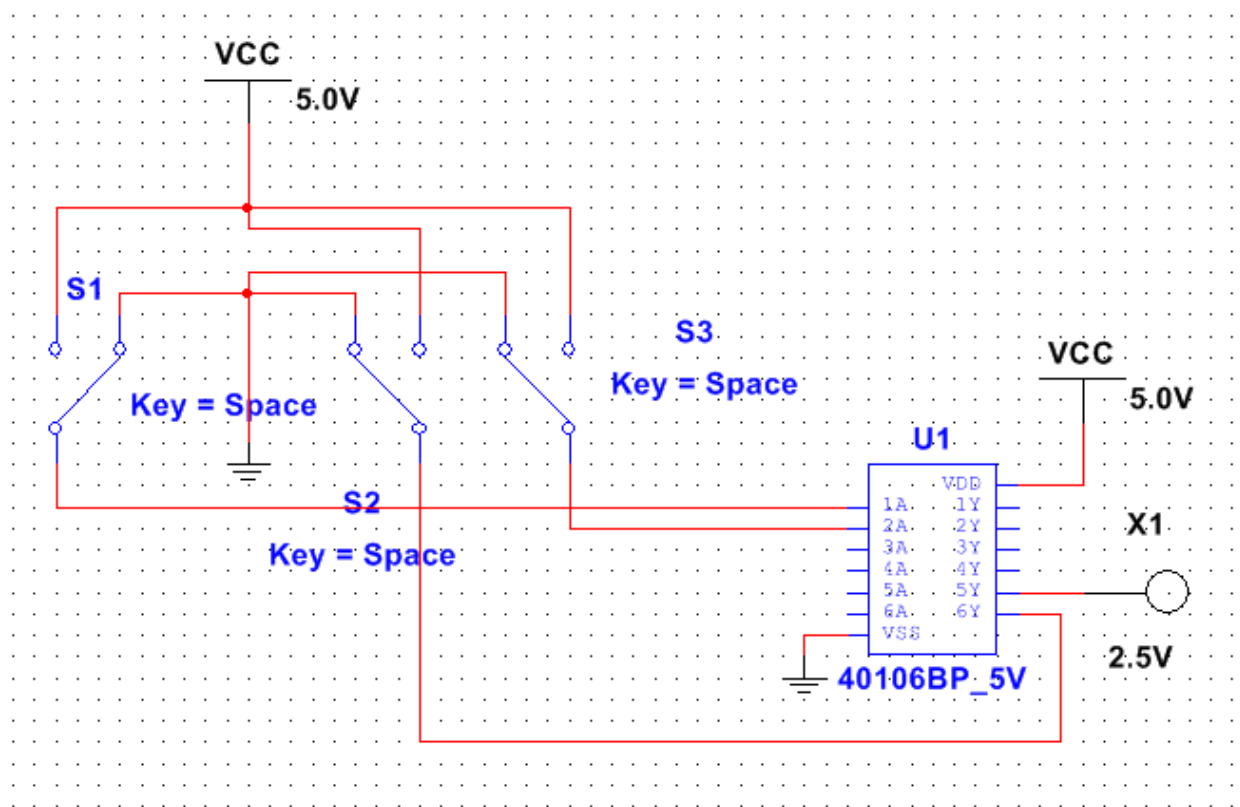 VCC
5.0V
S1
S3
Key = Space
VCC
Key = Space
5.0V
U1
VDD
S2
1A 1Y
2A 2Y
X1
Key = Space
3A 3Y
4A 4Y
5A 5Y
6A 6Y
VSS
2.5V
40106BP_5V